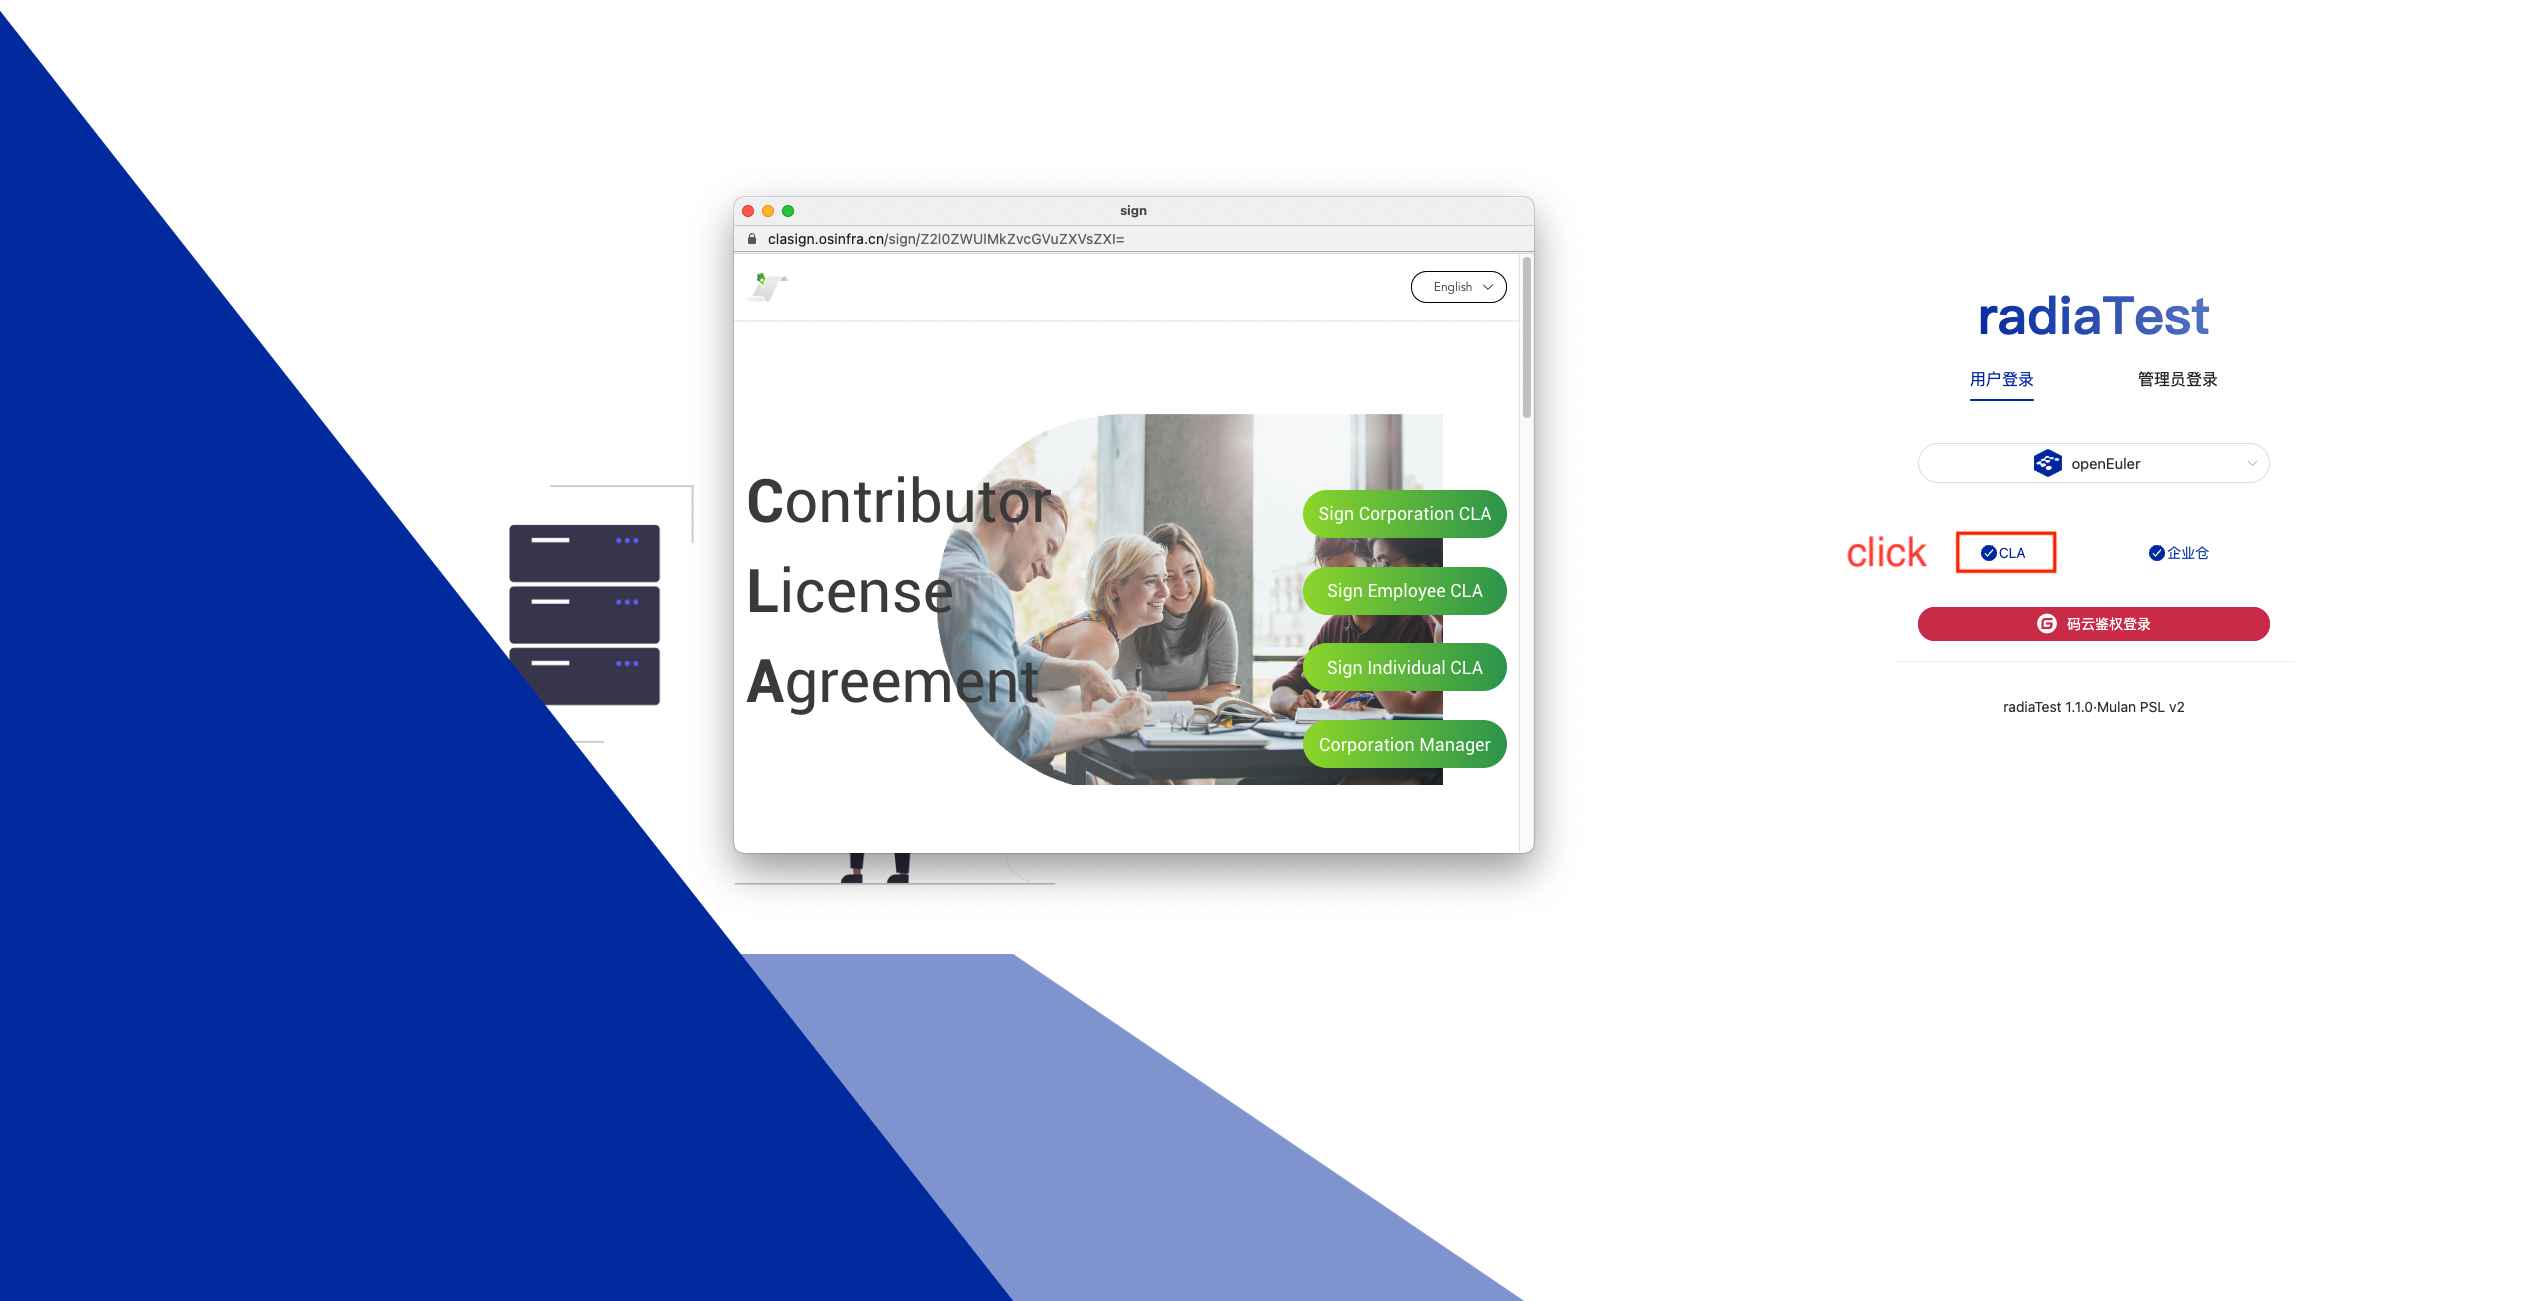 sign
clasign.osinfra.cn/sign/Z2l0ZWUlMkZvcGVuZXVsZXI=
English
Contributor
License
Agreement
Sign Corporation CLA
Sign Employee CLA
Sign Individual CLA
Corporation Manager
radiaTest
用户登录
管理员登录
openEuler
click
CLA
企业仓
码云鉴权登录
radiaTest 1.1.0·Mulan PSL v2